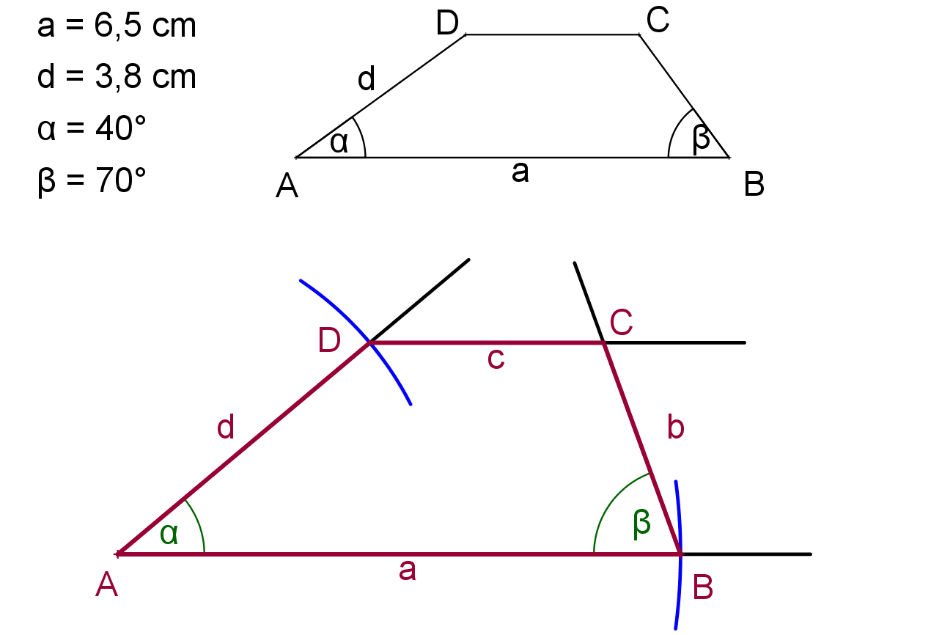 a = 6,5 cm
d = 3,8 cm
α = 40°
β = 70°
D C
d
α β
A a B
D C
c
d b
α β
A a B